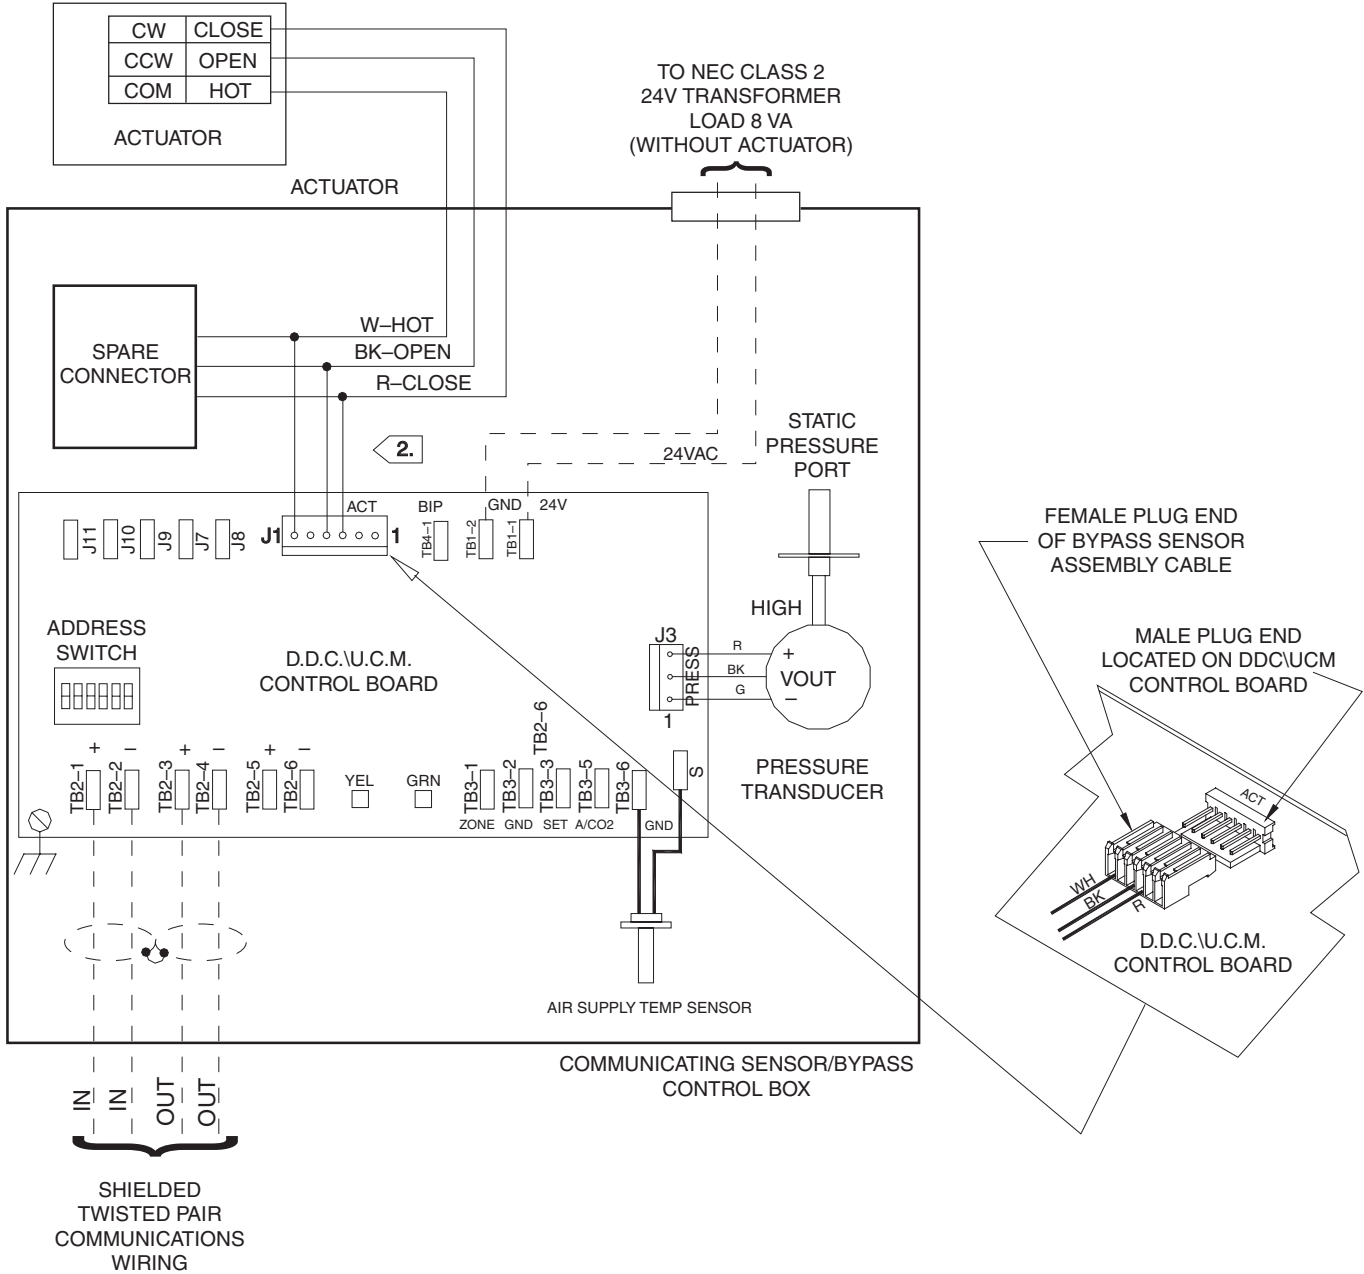 CW CLOSE
CCW OPEN
COM HOT
ACTUATOR
ACTUATOR
TO NEC CLASS 2
24V TRANSFORMER
LOAD 8 VA
(WITHOUT ACTUATOR)
SPARE
CONNECTOR
W–HOT
BK–OPEN
R–CLOSE
2.
24VAC
STATIC
PRESSURE
PORT
J11
J10
J9
J7
J8
J1
ACT
1
BIP
TB4–1
GND
TB1–2
24V
TB1–1
ADDRESS
SWITCH
D.D.C.\U.C.M.
CONTROL BOARD
HIGH
J3
PRESS
1
R
BK
G
+
VOUT
–
PRESSURE
TRANSDUCER
+
–
+
–
+
–
TB2–1
TB2–2
TB2–3
TB2–4
TB2–5
TB2–6
YEL
GRN
TB3–1
TB3–2
TB3–3
TB2–6
TB3–5
TB3–6
S
ZONE
GND
SET
A/CO2
GND
AIR SUPPLY TEMP SENSOR
COMMUNICATING SENSOR/BYPASS
CONTROL BOX
IN
IN
OUT
OUT
SHIELDED
TWISTED PAIR
COMMUNICATIONS
WIRING
FEMALE PLUG END
OF BYPASS SENSOR
ASSEMBLY CABLE
MALE PLUG END
LOCATED ON DDC\UCM
CONTROL BOARD
ACT
WH
BK
R
D.D.C.\U.C.M.
CONTROL BOARD